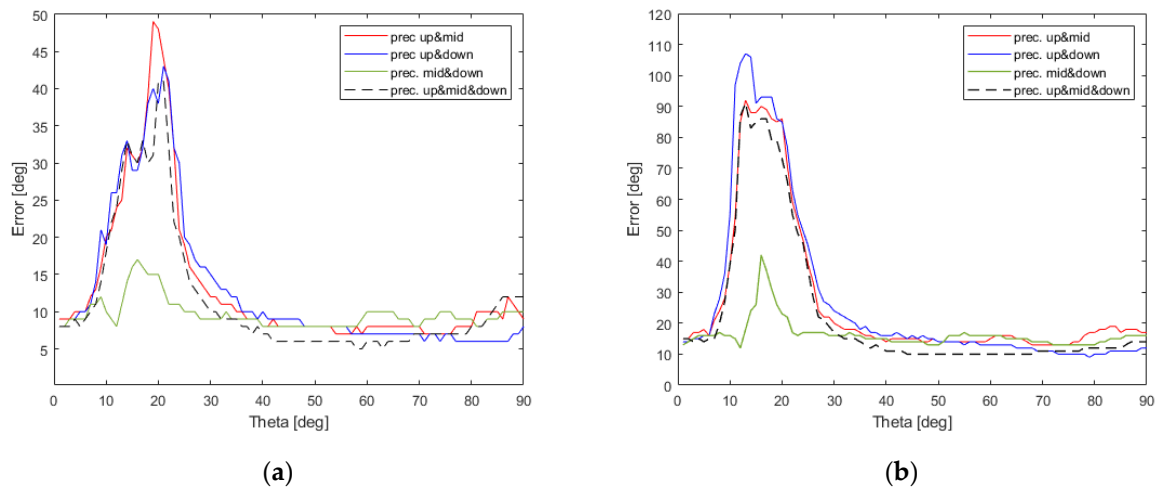 50
45
40
35
30
25
20
15
10
5
Error [deg]
0 10 20 30 40 50 60 70 80 90
Theta [deg]
prec up&mid
prec up&down
prec. mid&down
prec. up&mid&down
(a)
120
110
100
90
80
70
60
50
40
30
20
10
0
Error [deg]
0 10 20 30 40 50 60 70 80 90
Theta [deg]
prec. up&mid
prec. up&down
prec. mid&down
prec. up&mid&down
(b)